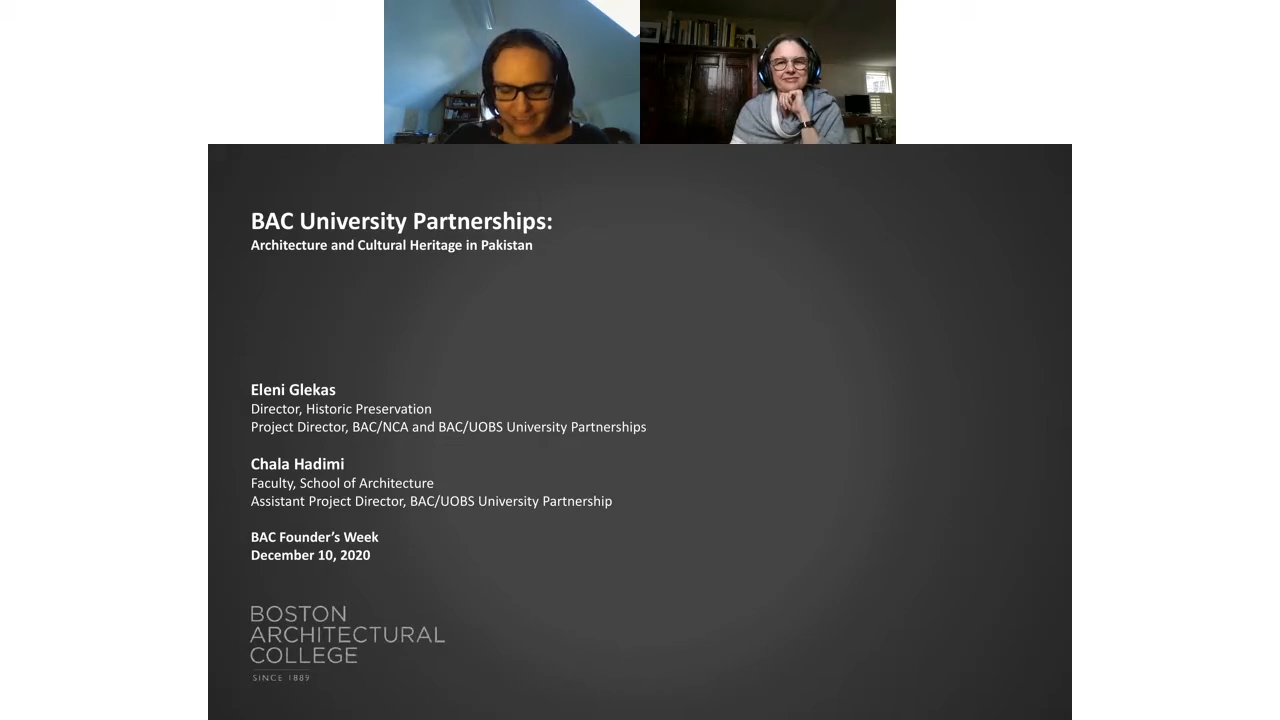 BAC University Partnerships:
Architecture and Cultural Heritage in Pakistan
Eleni Glekas
Director, Historic Preservation
Project Director, BAC/NCA and BAC/UOBS University Partnerships
Chala Hadimi
Faculty, School of Architecture
Assistant Project Director, BAC/UOBS University Partnership
BAC Founder’s Week
December 10, 2020
BOSTON
ARCHITECTURAL
COLLEGE
SINCE 1889